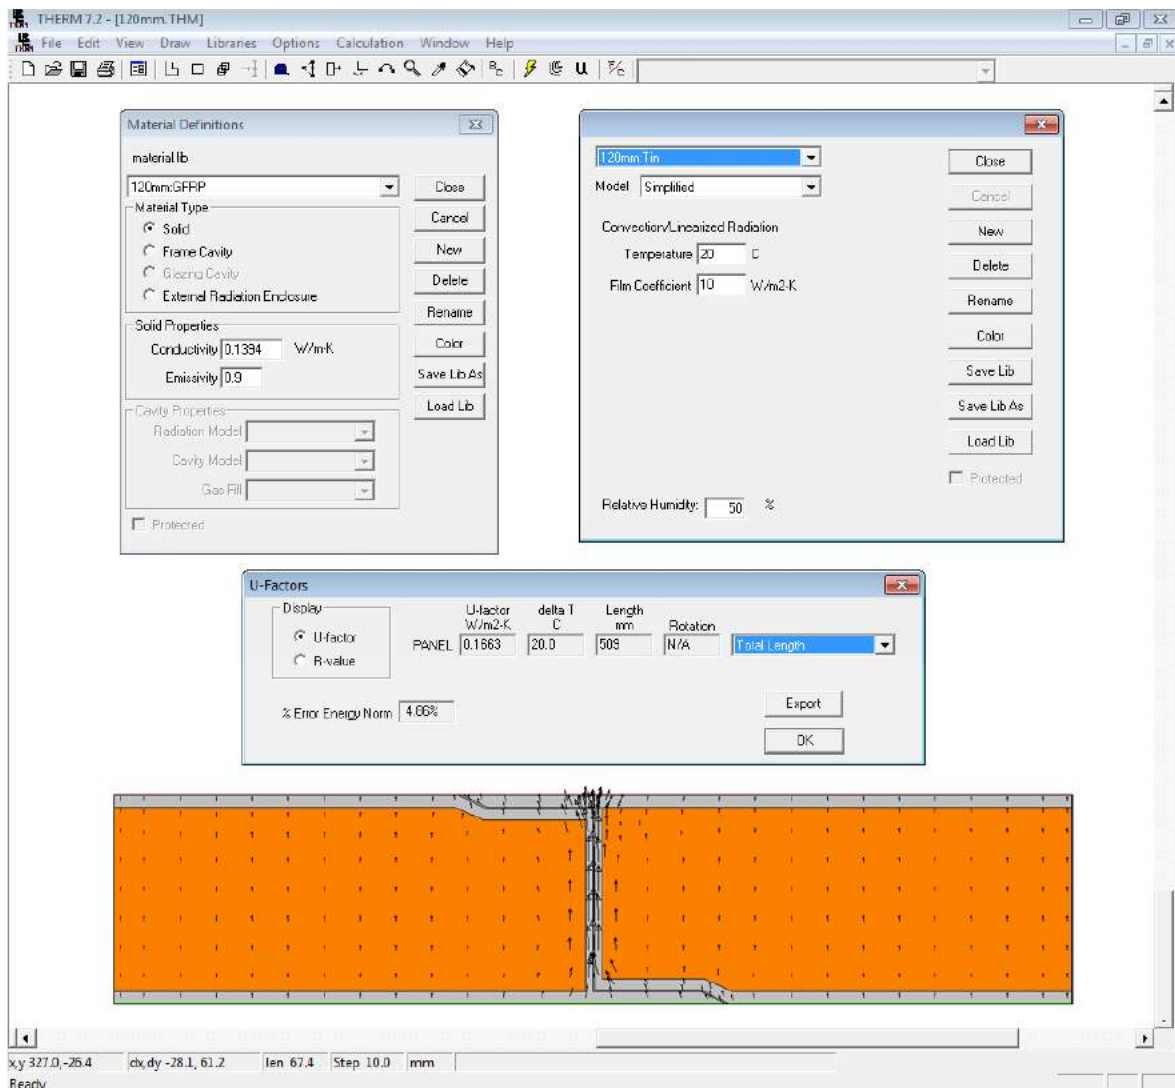 THERM 7.2 - [120mm.THM]
File Edit View Draw Libraries Options Calculation Window Help
Material Definitions
material.lib
120mm:GFRP
Close
Material Type
Solid
Cancel
Frame Cavity
New
Glazing Cavity
Delete
External Radiation Enclosure
Rename
Solid Properties
Conductivity 0.1394 W/m-K
Color
Emissivity 0.9
Save Lib As
Cavity Properties
Load Lib
Radiation Model
Cavity Model
Gas Fill
Protected
120mm:Tin
Close
Model Simplified
Cancel
Convection/Linearized Radiation
New
Temperature 20 C
Delete
Film Coefficient 10 W/m2-K
Rename
Color
Save Lib
Save Lib As
Load Lib
Protected
Relative Humidity: 50 %
U-Factors
Display
U-factor delta T Length
W/m2-K C mm Rotation
U-factor
PANEL 0.1663 20.0 509 N/A Total Length
R-value
% Error Energy Norm 4.66%
Export
OK
x,y 327.0,-26.4 dx,dy -28.1, 61.2 len 67.4 Step 10.0 mm
Ready